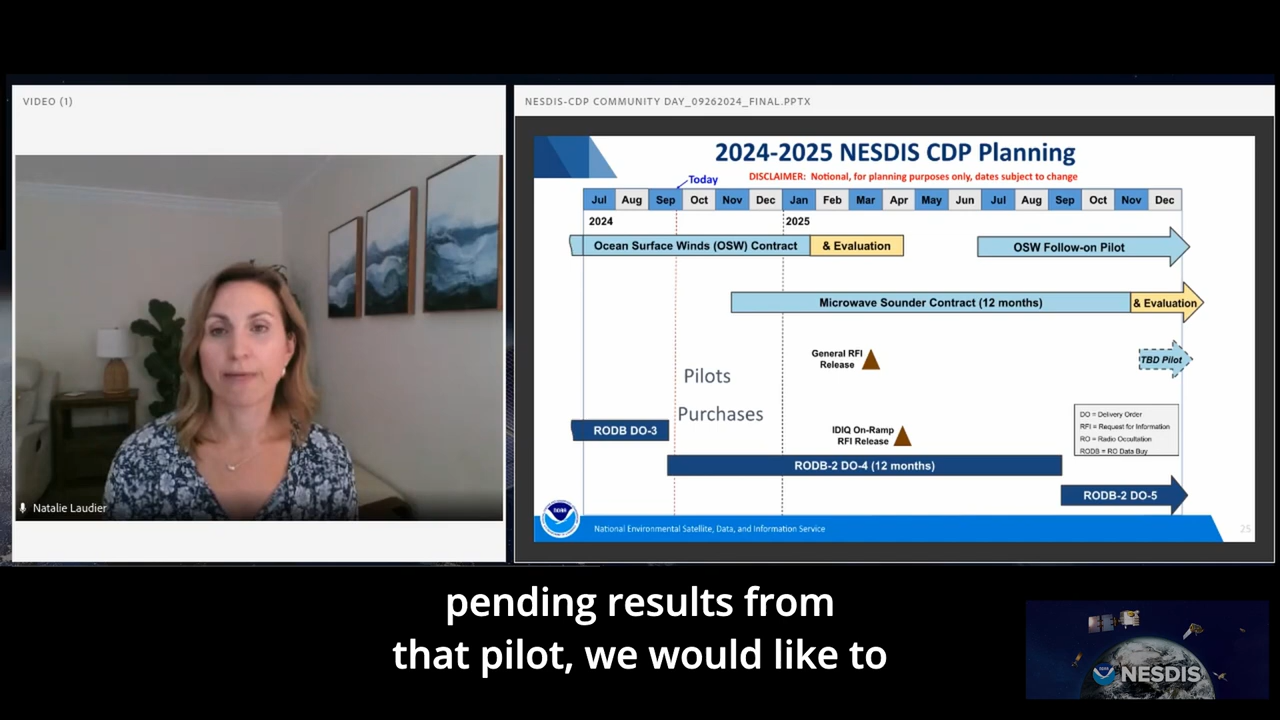 VIDEO (1)
NESDIS-CDP COMMUNITY DAY_09262024_FINAL.PPTX
2024-2025 NESDIS CDP Planning
Today
DISCLAIMER: Notional, for planning purposes only, dates subject to change
Jul Aug Sep Oct Nov Dec Jan Feb Mar Apr May Jun Jul Aug Sep Oct Nov Dec
2024 2025
Ocean Surface Winds (OSW) Contract & Evaluation OSW Follow-on Pilot
Microwave Sounder Contract (12 months) & Evaluation
General RFI
Release
TBD Pilot
Pilots
Purchases
DO = Delivery Order
RFI = Request for Information
RO = Radio Occultation
RODB = RO Data Buy
RODB DO-3
IDIQ On-Ramp
RFI Release
RODB-2 DO-4 (12 months)
RODB-2 DO-5
Natalie Laudier
National Environmental Satellite, Data, and Information Service
25
pending results from
that pilot, we would like to
NESDIS